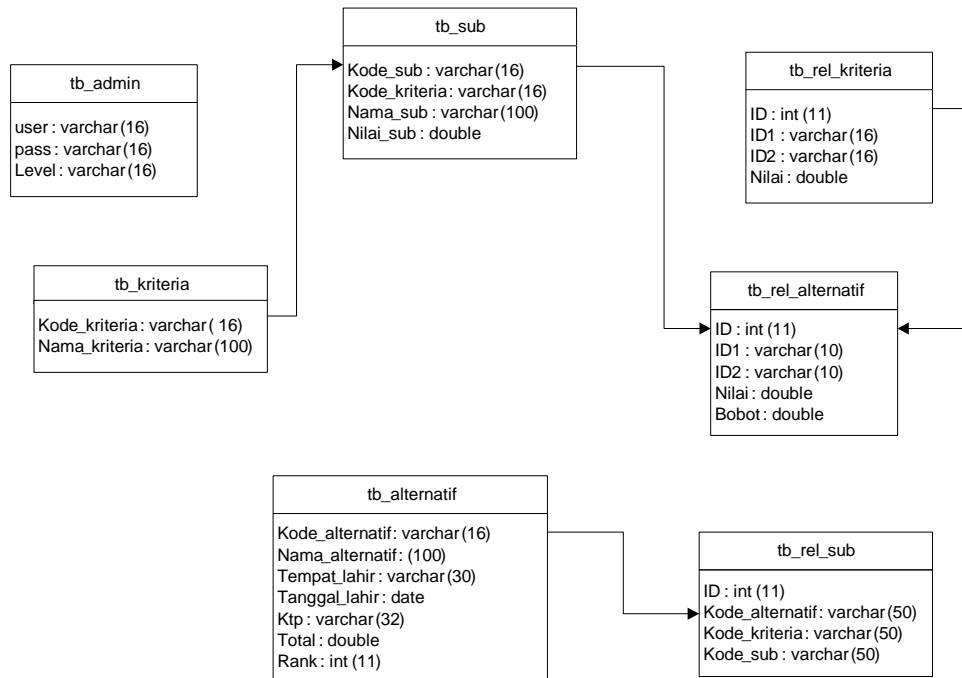 tb_admin
user : varchar (16)
pass : varchar (16)
Level : varchar (16)
tb_sub
Kode_sub : varchar (16)
Kode_kriteria : varchar (16)
Nama_sub : varchar (100)
Nilai_sub : double
tb_rel_kriteria
ID : int (11)
ID1 : varchar (16)
ID2 : varchar (16)
Nilai : double
tb_kriteria
Kode_kriteria : varchar ( 16)
Nama_kriteria : varchar (100)
tb_rel_alternatif
ID : int (11)
ID1 : varchar (10)
ID2 : varchar (10)
Nilai : double
Bobot : double
tb_alternatif
Kode_alternatif : varchar (16)
Nama_alternatif : (100)
Tempat_lahir : varchar (30)
Tanggal_lahir : date
Ktp : varchar (32)
Total : double
Rank : int (11)
tb_rel_sub
ID : int (11)
Kode_alternatif : varchar (50)
Kode_kriteria : varchar (50)
Kode_sub : varchar (50)